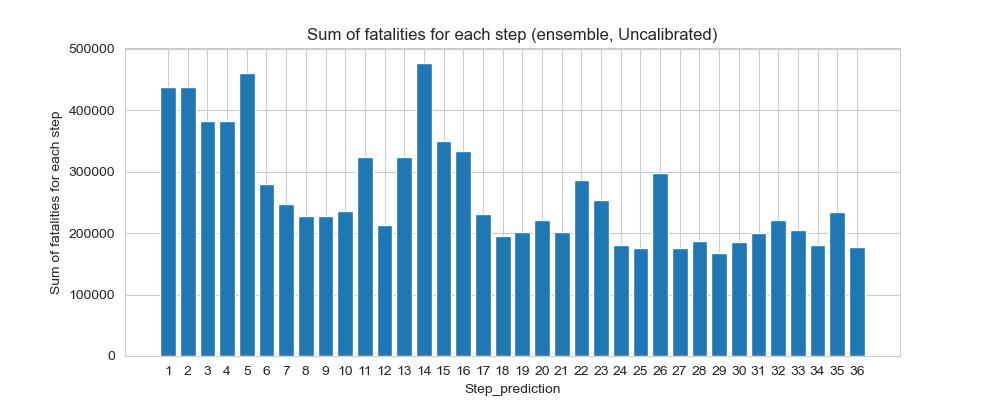 Sum of fatalities for each step (ensemble, Uncalibrated)
Sum of fatalities for each step
500000
400000
300000
200000
100000
0
1 2 3 4 5 6 7 8 9 10 11 12 13 14 15 16 17 18 19 20 21 22 23 24 25 26 27 28 29 30 31 32 33 34 35 36
Step_prediction